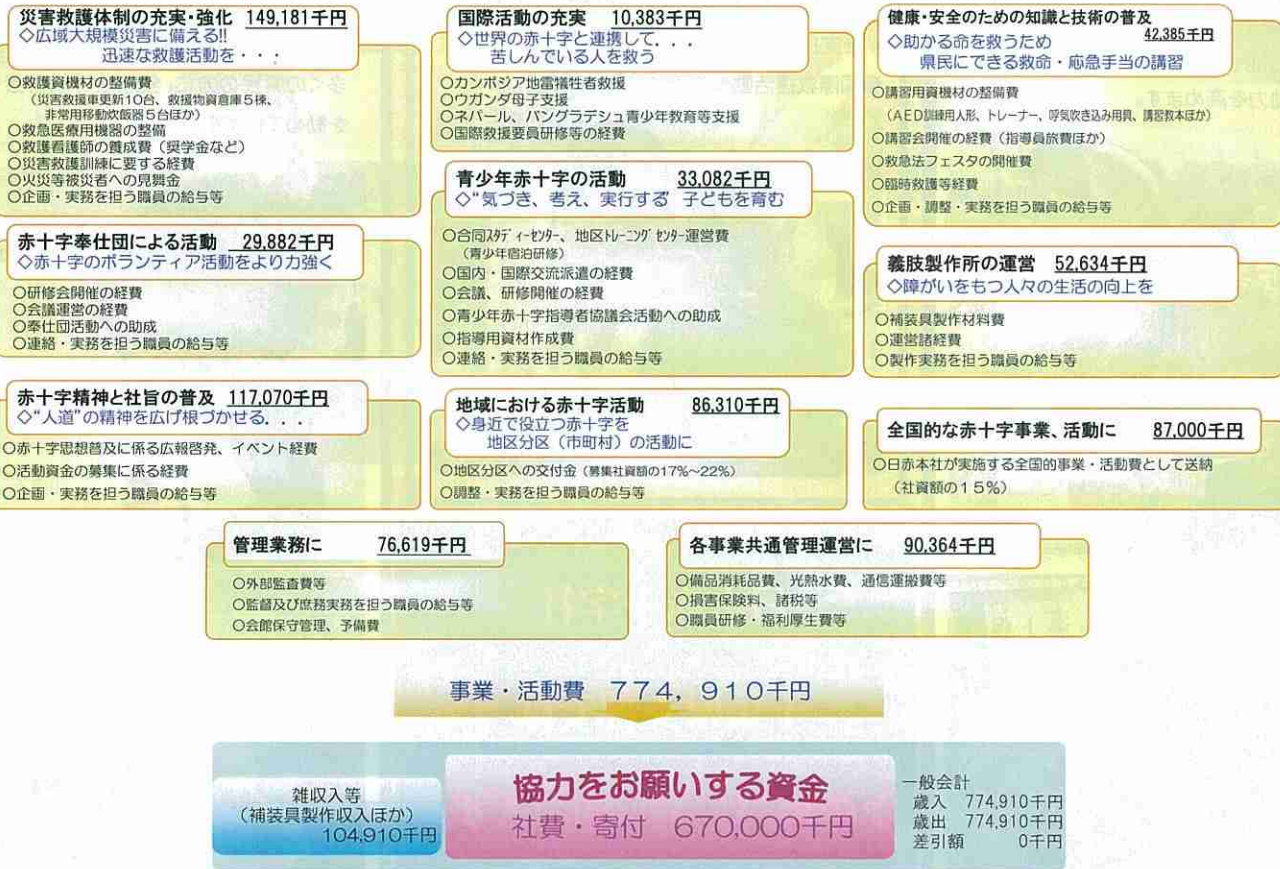 災害救護体制の充実・強化 149,181千円
◇広域大規模災害に備える!!
迅速な救護活動を・・・
○救護資機材の整備費
(災害救援車更新10台、救援物資倉庫5棟、
非常用移動炊飯器5台ほか)
○救急医療用機器の整備
○救護看護師の養成費(奨学金など)
○災害救護訓練に要する経費
○火災等被災者への見舞金
○企画・実務を担う職員の給与等
赤十字奉仕団による活動 29,882千円
◇赤十字のボランティア活動をより力強く
○研修会開催の経費
○会議運営の経費
○奉仕団活動への助成
○連絡・実務を担う職員の給与等
赤十字精神と社旨の普及 117,070千円
◇“人道”の精神を広げ根づかせる...
○赤十字思想普及に係る広報啓発、イベント経費
○活動資金の募集に係る経費
○企画・実務を担う職員の給与等
国際活動の充実 10,383千円
◇世界の赤十字と連携して...
苦しんでいる人を救う
○カンボジア地雷犠牲者救援
○ウガンダ母子支援
○ネパール、バングラデシュ青少年教育等支援
○国際救援要員研修等の経費
青少年赤十字の活動 33,082千円
◇“気づき、考え、実行する 子どもを育む
○合同スタディーセンター、地区トレーニングセンター運営費
(青少年宿泊研修)
○国内・国際交流派遣の経費
○会議、研修開催の経費
○青少年赤十字指導者協議会活動への助成
○指導用資材作成費
○連絡・実務を担う職員の給与等
地域における赤十字活動 86,310千円
◇身近で役立つ赤十字を
地区分区(市町村)の活動に
○地区分区への交付金(募集社資額の17%～22%)
○調整・実務を担う職員の給与等
健康・安全のための知識と技術の普及
42,385千円
◇助かる命を救うため
県民にできる救命・応急手当の講習
○講習用資機材の整備費
(AED訓練用人形、トレーナー、呼気吹き込み用具、講習教本ほか)
○講習会開催の経費(指導員旅費ほか)
○救急法フェスタの開催費
○臨時救護等経費
○企画・調整・実務を担う職員の給与等
義肢製作所の運営 52,634千円
◇障がいをもつ人々の生活の向上を
○補装具製作材料費
○運営諸経費
○製作実務を担う職員の給与等
全国的な赤十字事業、活動に 87,000千円
○日赤本社が実施する全国的事業・活動費として送納
(社資額の15%)
管理業務に 76,619千円
○外部監査費等
○監督及び庶務実務を担う職員の給与等
○会館保守管理、予備費
各事業共通管理運営に 90,364千円
○備品消耗品費、光熱水費、通信運搬費等
○損害保険料、諸税等
○職員研修・福利厚生費等
事業・活動費 774,910千円
雑収入等
(補装具製作収入ほか)
104,910千円
協力をお願いする資金
社費・寄付 670,000千円
一般会計
歳入 774,910千円
歳出 774,910千円
差引額 0千円